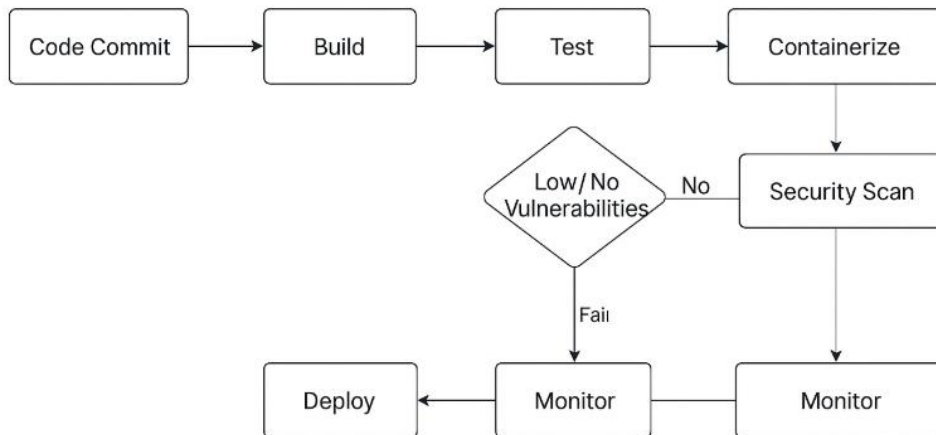 Code Commit
Build
Test
Containerize
Low/No
Vulnerabilities
No
Security Scan
Fail
Deploy
Monitor
Monitor